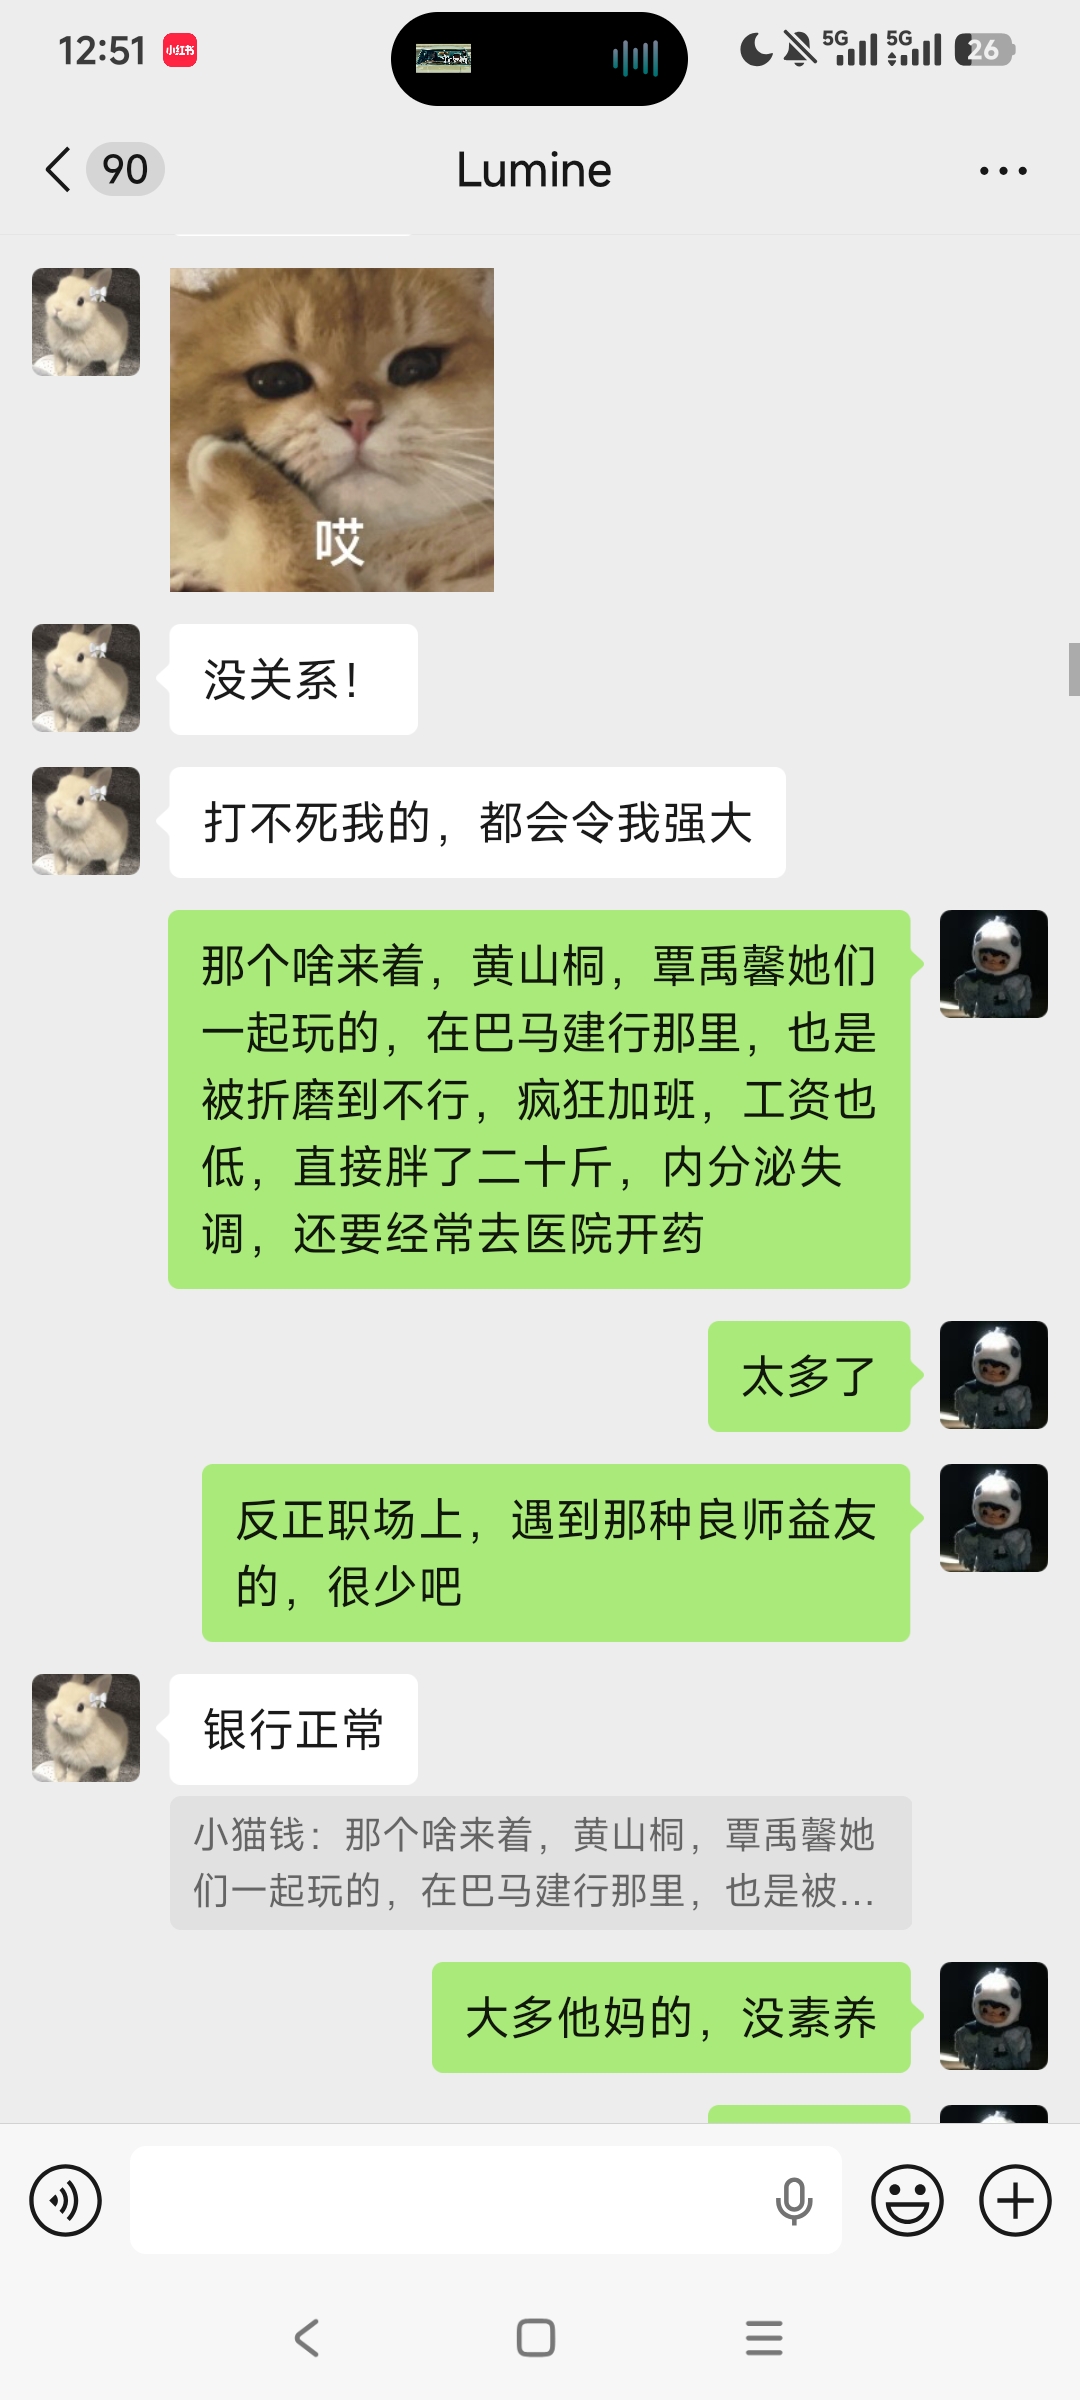 12:51
小红书
5G
5G
26
90
Lumine
哎
没关系！
打不死我的，都会令我强大
那个啥来着，黄山桐，覃禹馨她们
一起玩的，在巴马建行那里，也是
被折磨到不行，疯狂加班，工资也
低，直接胖了二十斤，内分泌失
调，还要经常去医院开药
太多了
反正职场上，遇到那种良师益友
的，很少吧
银行正常
小猫钱：那个啥来着，黄山桐，覃禹馨她
们一起玩的，在巴马建行那里，也是被...
大多他妈的，没素养